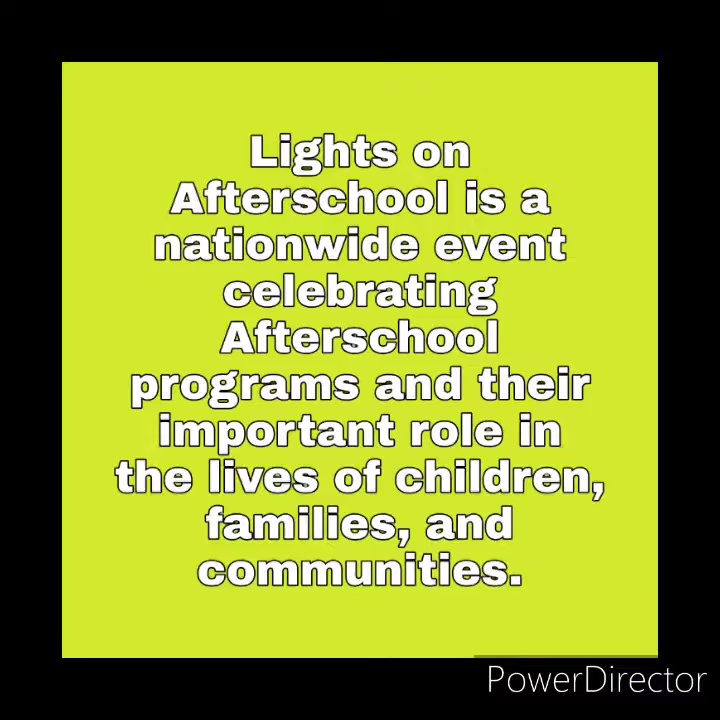 Lights on
Afterschool is a
nationwide event
celebrating
Afterschool
programs and their
important role in
the lives of children,
families, and
communities.
PowerDirector